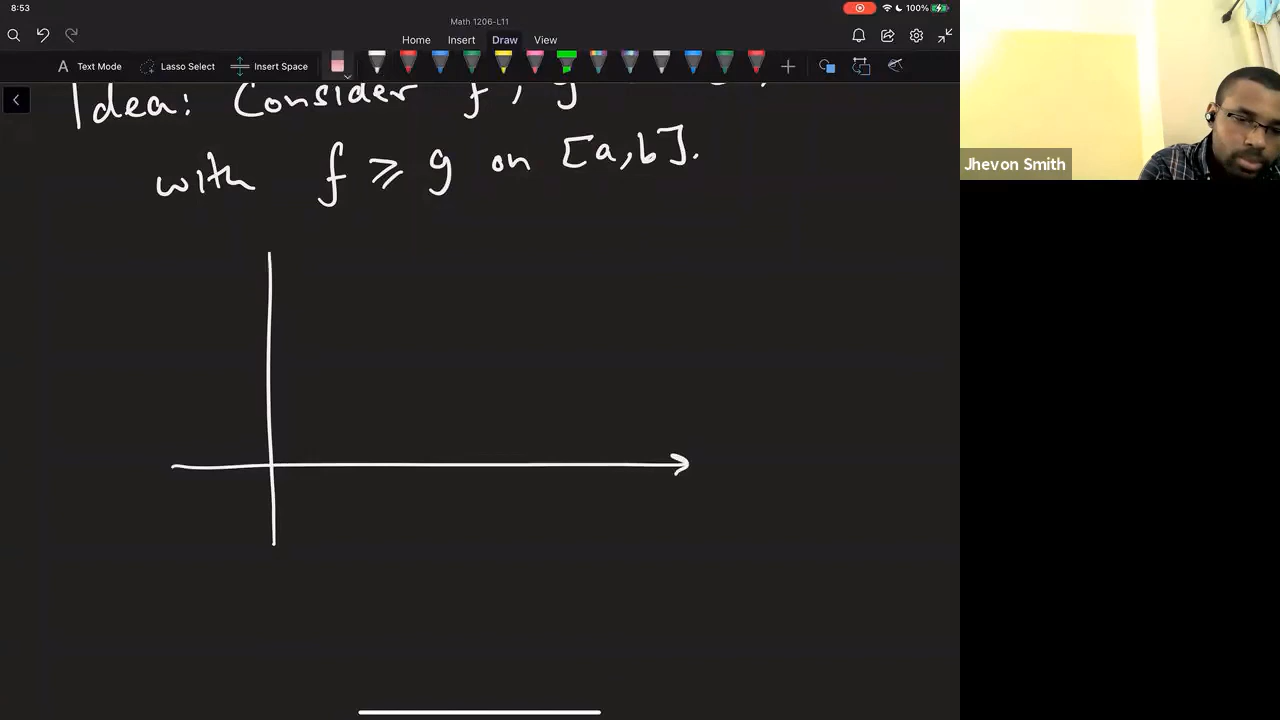 8:53
100%
Math 1206-L11
Home Insert Draw View
Text Mode Lasso Select Insert Space
Idea: Consider f, g
with f ⩾ g on [a,b].
Jhevon Smith